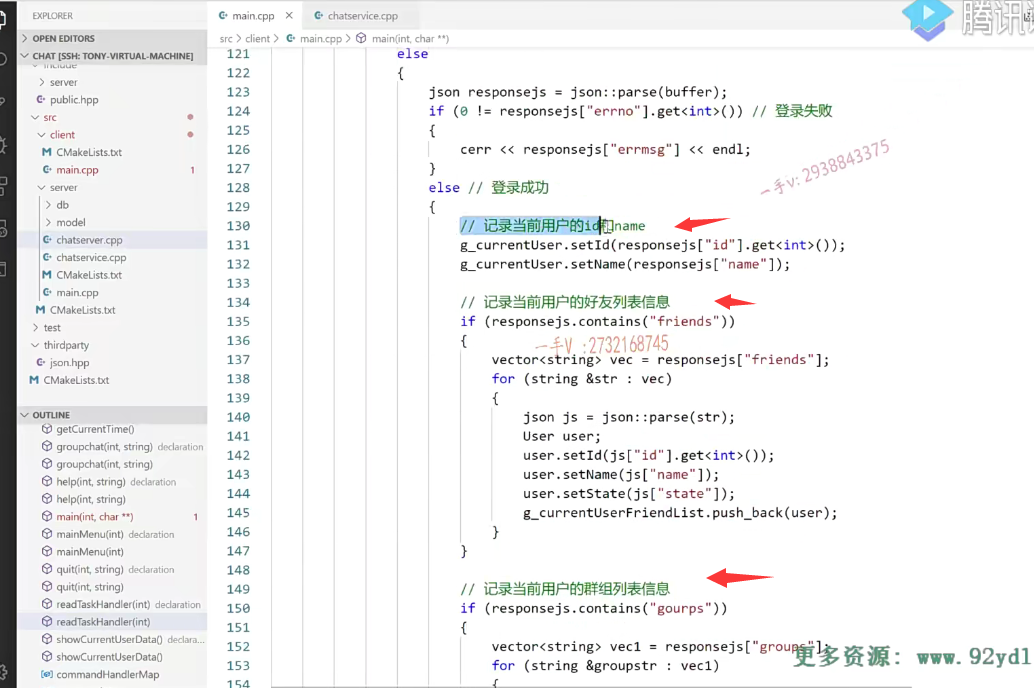 EXPLORER
OPEN EDITORS
CHAT [SSH: TONY-VIRTUAL-MACHINE]
include
server
public.hpp
src
client
CMakeLists.txt
main.cpp 1
server
db
model
chatserver.cpp
chatservice.cpp
CMakeLists.txt
main.cpp
CMakeLists.txt
test
thirdparty
json.hpp
CMakeLists.txt
OUTLINE
getCurrentTime()
groupchat(int, string) declaration
groupchat(int, string)
help(int, string) declaration
help(int, string)
main(int, char **) 1
mainMenu(int) declaration
mainMenu(int)
quit(int, string) declaration
quit(int, string)
readTaskHandler(int) declaration
readTaskHandler(int)
showCurrentUserData() declara...
showCurrentUserData()
commandHandlerMap
main.cpp
chatservice.cpp
腾讯
src > client > main.cpp > main(int, char **)
121 else
122 {
123 json responsejs = json::parse(buffer);
124 if (0 != responsejs["errno"].get<int>()) // 登录失败
125 {
126 cerr << responsejs["errmsg"] << endl;
127 }
128 else // 登录成功
129 {
130 // 记录当前用户的id和name
131 g_currentUser.setId(responsejs["id"].get<int>());
132 g_currentUser.setName(responsejs["name"]);
133
134 // 记录当前用户的好友列表信息
135 if (responsejs.contains("friends"))
136 {
137 vector<string> vec = responsejs["friends"];
138 for (string &str : vec)
139 {
140 json js = json::parse(str);
141 User user;
142 user.setId(js["id"].get<int>());
143 user.setName(js["name"]);
144 user.setState(js["state"]);
145 g_currentUserFriendList.push_back(user);
146 }
147 }
148
149 // 记录当前用户的群组列表信息
150 if (responsejs.contains("gourps"))
151 {
152 vector<string> vec1 = responsejs["groups"];
153 for (string &groupstr : vec1)
154 {
一手v:2938843375
一手V :2732168745
更多资源: www.92yd1